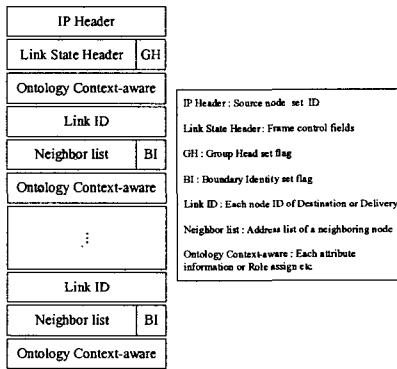 IP Header
Link State Header GH
Ontology Context-aware
Link ID
Neighbor list BI
Ontology Context-aware
⋮
Link ID
Neighbor list BI
Ontology Context-aware
IP Header : Source node set ID
Link State Header : Frame control fields
GH : Group Head set flag
BI : Boundary Identity set flag
Link ID : Each node ID of Destination or Delivery
Neighbor list : Address list of a neighboring node
Ontology Context-aware : Each attribute
information or Role assign etc